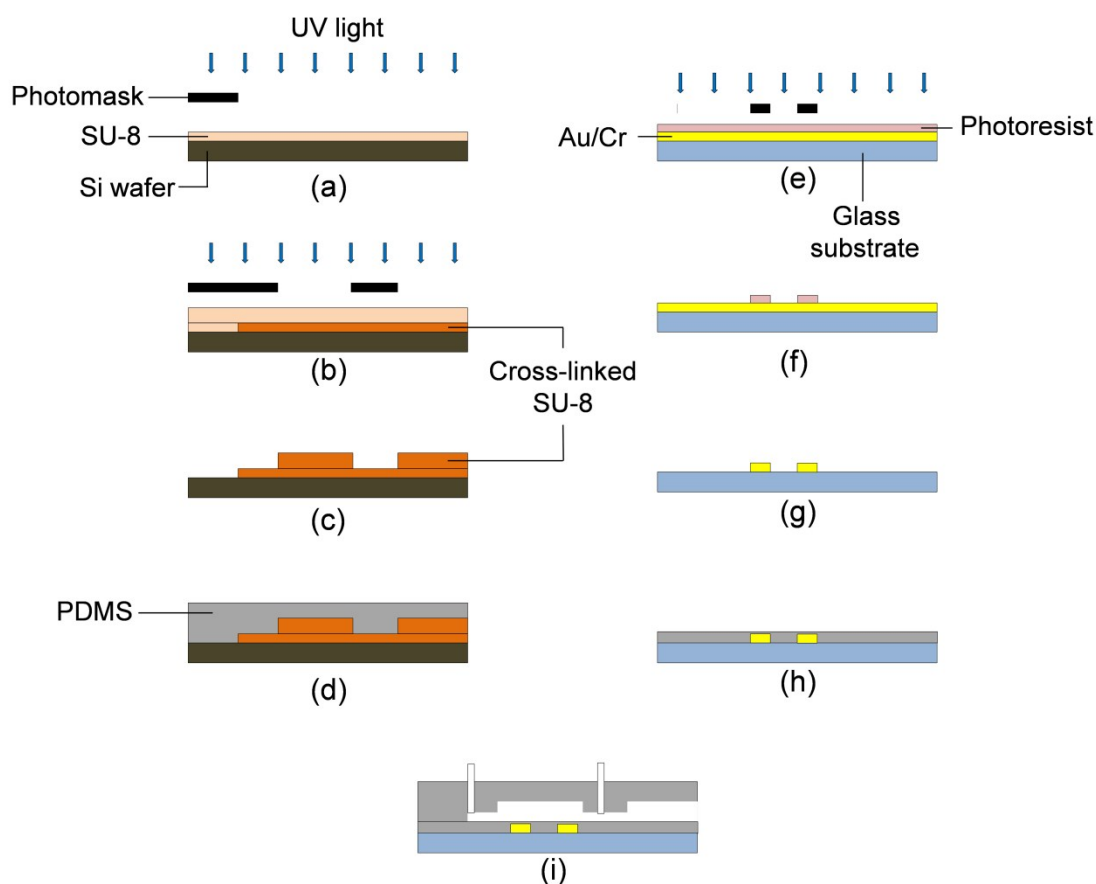 UV light
Photomask
SU-8
Si wafer
(a)
(b)
Cross-linked
SU-8
(c)
PDMS
(d)
Au/Cr
Photoresist
(e)
Glass
substrate
(f)
(g)
(h)
(i)